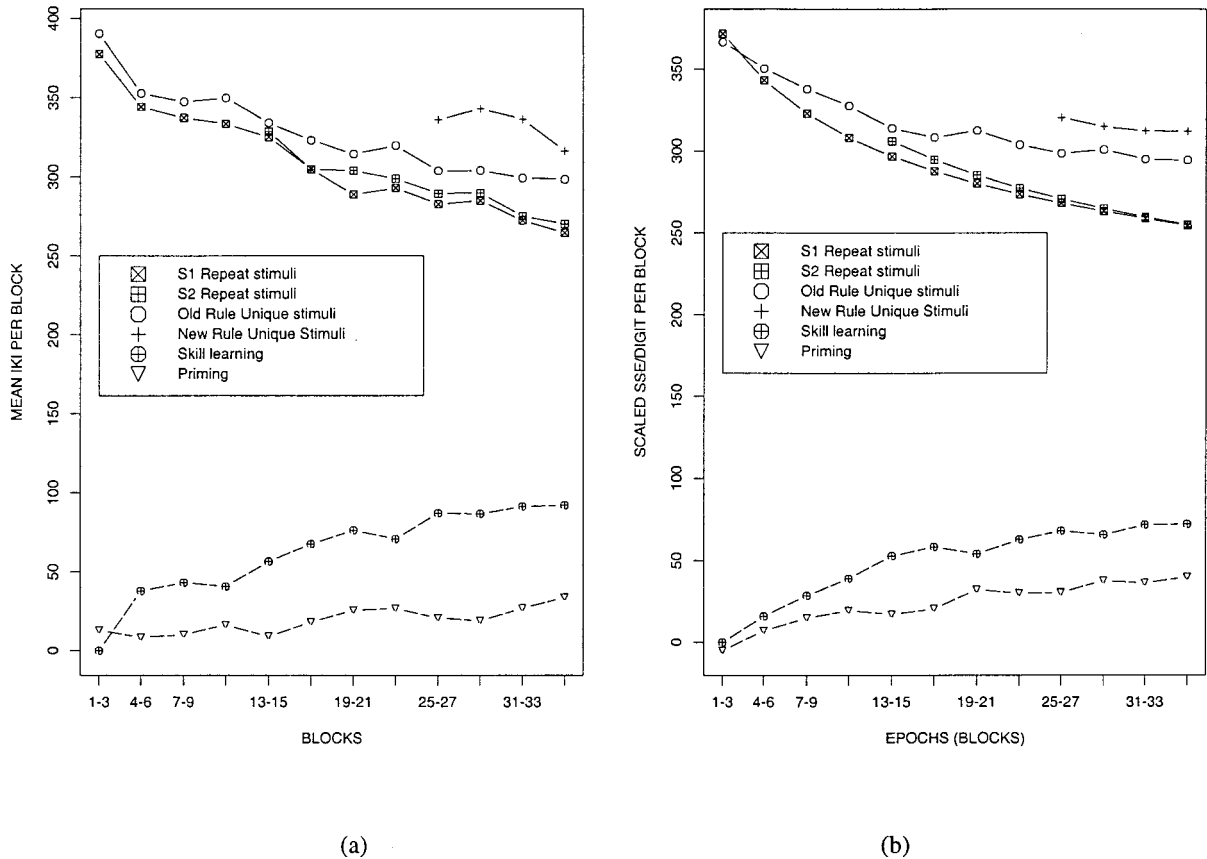 MEAN IKI PER BLOCK
400
350
300
250
200
150
100
50
0
S1 Repeat stimuli
S2 Repeat stimuli
Old Rule Unique stimuli
New Rule Unique Stimuli
Skill learning
Priming
1-3 4-6 7-9 13-15 19-21 25-27 31-33
BLOCKS
(a)
SCALED SSE/DIGIT PER BLOCK
350
300
250
200
150
100
50
0
S1 Repeat stimuli
S2 Repeat stimuli
Old Rule Unique stimuli
New Rule Unique Stimuli
Skill learning
Priming
1-3 4-6 7-9 13-15 19-21 25-27 31-33
EPOCHS (BLOCKS)
(b)